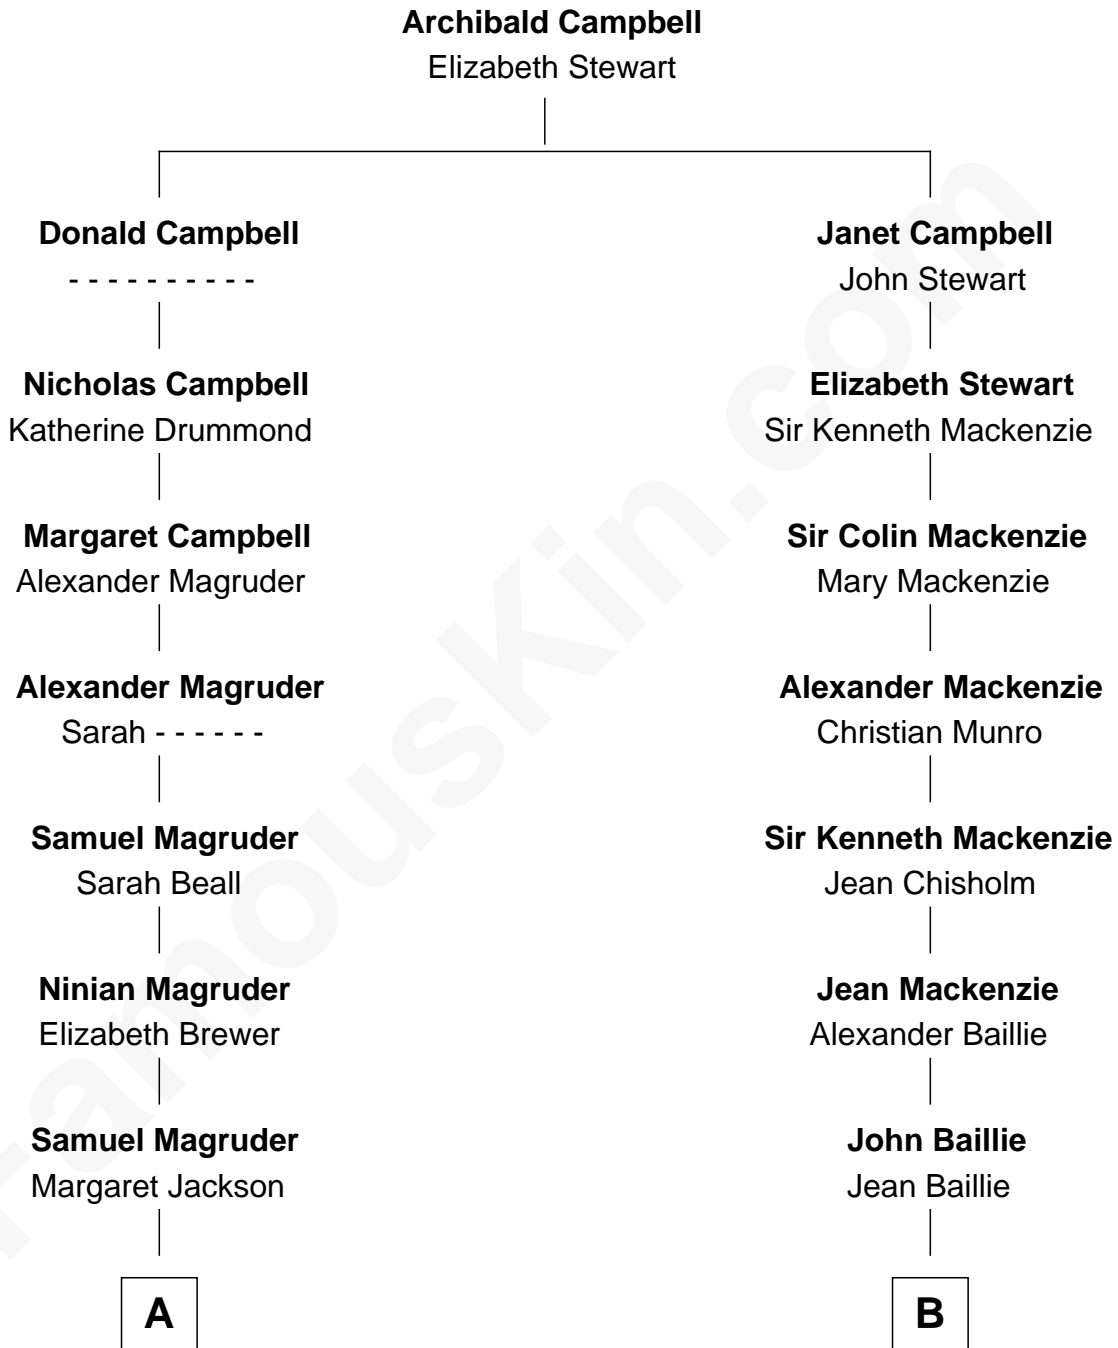 Archibald Campbell
Elizabeth Stewart
Donald Campbell
- - - - - - - - - -
Janet Campbell
John Stewart
Nicholas Campbell
Katherine Drummond
Elizabeth Stewart
Sir Kenneth Mackenzie
Margaret Campbell
Alexander Magruder
Sir Colin Mackenzie
Mary Mackenzie
Alexander Magruder
Sarah - - - - - -
Alexander Mackenzie
Christian Munro
Samuel Magruder
Sarah Beall
Sir Kenneth Mackenzie
Jean Chisholm
Ninian Magruder
Elizabeth Brewer
Jean Mackenzie
Alexander Baillie
Samuel Magruder
Margaret Jackson
John Baillie
Jean Baillie
A
B
FamousKin.com